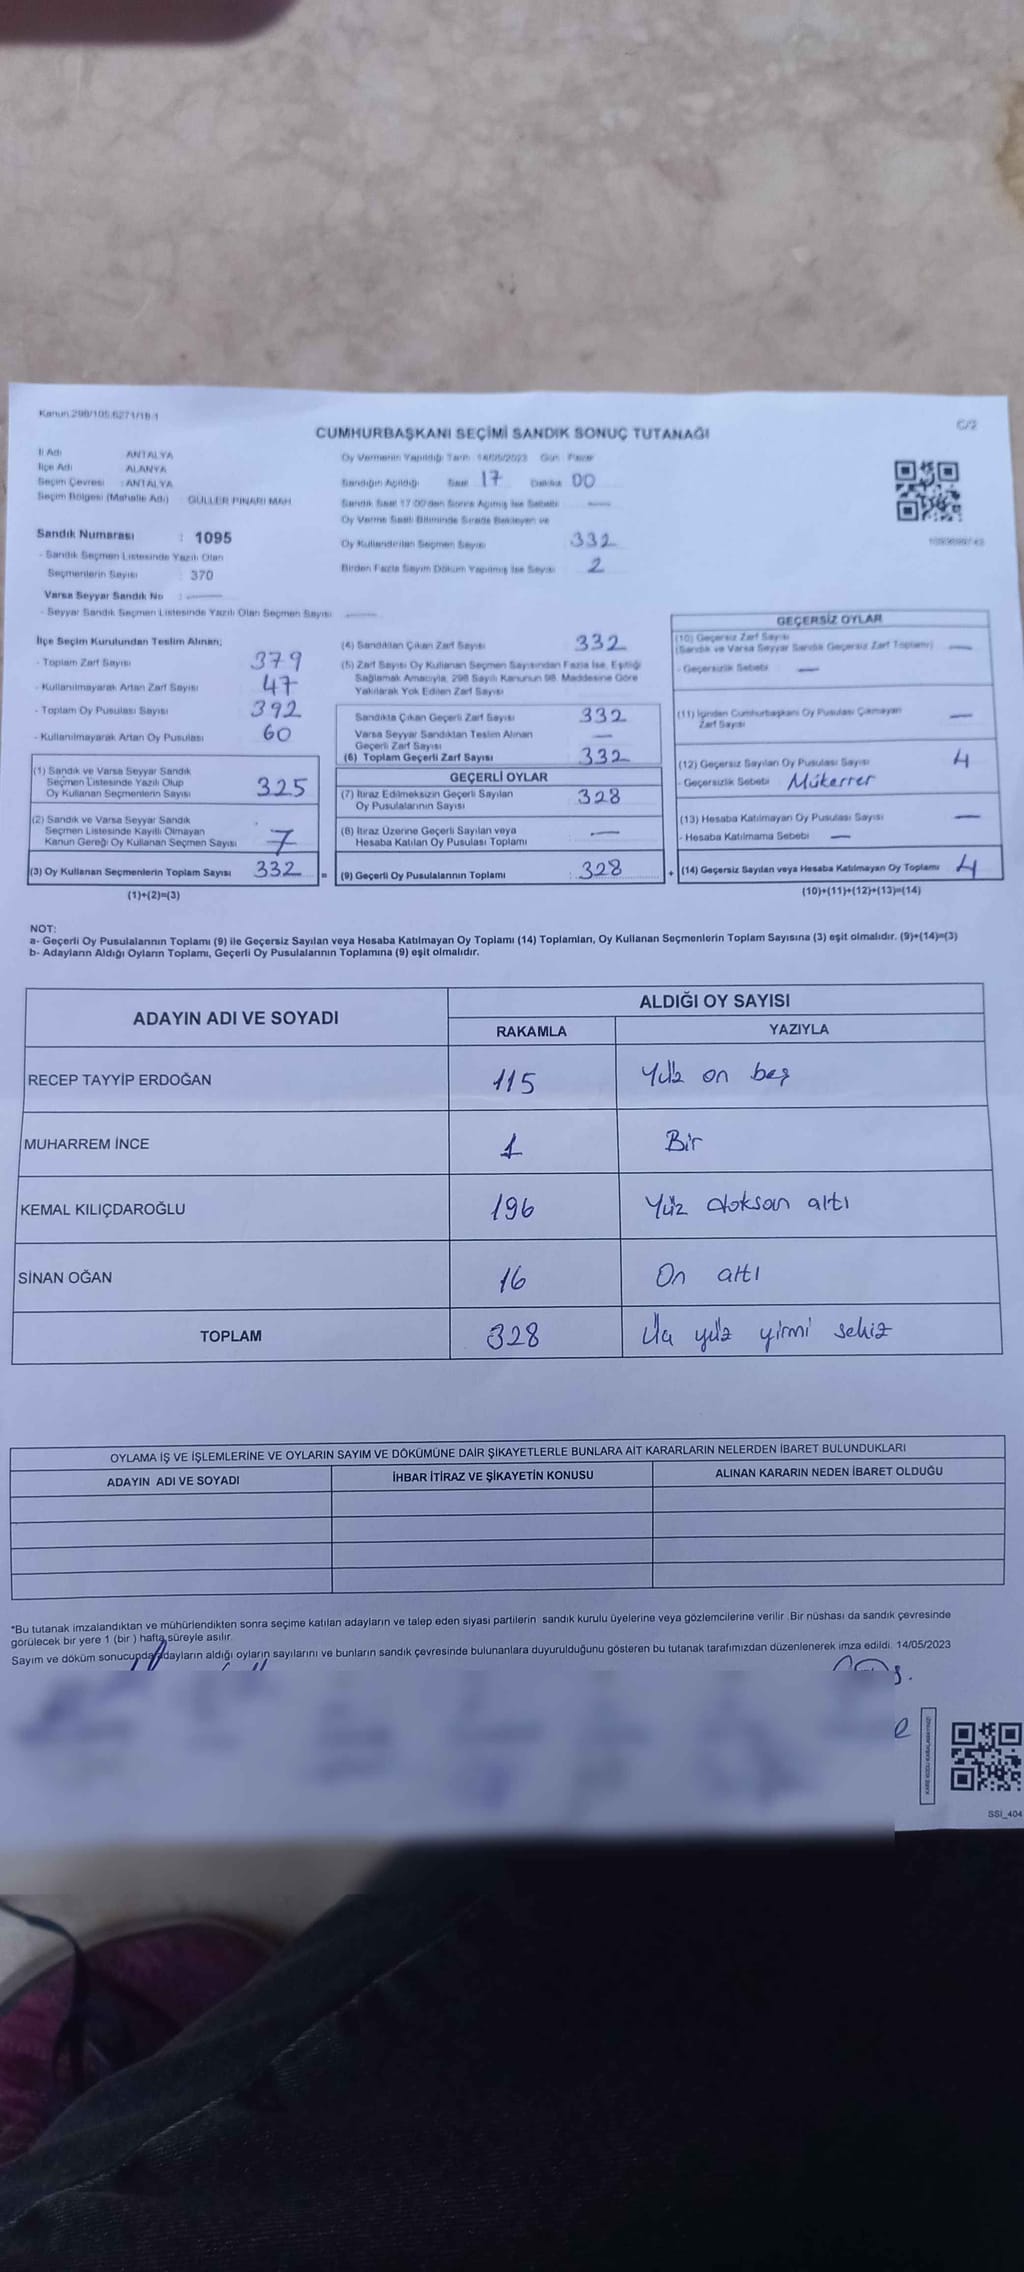 Kanun:298/105,6271/18-1
C/2
CUMHURBAŞKANI SEÇİMİ SANDIK SONUÇ TUTANAĞI
İl Adı : ANTALYA
İlçe Adı : ALANYA
Seçim Çevresi : ANTALYA
Seçim Bölgesi (Mahalle Adı) GÜLLER PINARI MAH
Sandık Numarası : 1095
- Sandık Seçmen Listesinde Yazılı Olan
Seçmenlerin Sayısı : 370
Varsa Seyyar Sandık No : —
- Seyyar Sandık Seçmen Listesinde Yazılı Olan Seçmen Sayısı —
Oy Vermenin Yapıldığı Tarih : 14/05/2023 Gün : Pazar
Sandığın Açıldığı Saat 17 Dakika 00
Sandık Saat 17:00'den Sonra Açılmış İse Sebebi —
Oy Verme Saati Bitiminde Sırada Bekleyen ve
Oy Kullandırılan Seçmen Sayısı 332
Birden Fazla Sayım Döküm Yapılmış İse Sayısı 2
İlçe Seçim Kurulundan Teslim Alınan;
- Toplam Zarf Sayısı 379
- Kullanılmayarak Artan Zarf Sayısı 47
- Toplam Oy Pusulası Sayısı 392
- Kullanılmayarak Artan Oy Pusulası 60
(1) Sandık ve Varsa Seyyar Sandık
Seçmen Listesinde Yazılı Olup
Oy Kullanan Seçmenlerin Sayısı 325
(2) Sandık ve Varsa Seyyar Sandık
Seçmen Listesinde Kayıtlı Olmayan
Kanun Gereği Oy Kullanan Seçmen Sayısı 7
(3) Oy Kullanan Seçmenlerin Toplam Sayısı 332 =
(1)+(2)=(3)
(4) Sandıktan Çıkan Zarf Sayısı 332
(5) Zarf Sayısı Oy Kullanan Seçmen Sayısından Fazla İse, Eşitliği
Sağlamak Amacıyla, 298 Sayılı Kanunun 98. Maddesine Göre
Yakılarak Yok Edilen Zarf Sayısı
Sandıkta Çıkan Geçerli Zarf Sayısı 332
Varsa Seyyar Sandıktan Teslim Alınan
Geçerli Zarf Sayısı —
(6) Toplam Geçerli Zarf Sayısı 332
GEÇERLİ OYLAR
(7) İtiraz Edilmeksizin Geçerli Sayılan
Oy Pusulalarının Sayısı 328
(8) İtiraz Üzerine Geçerli Sayılan veya
Hesaba Katılan Oy Pusulası Toplamı —
(9) Geçerli Oy Pusulalarının Toplamı : 328 +
GEÇERSİZ OYLAR
(10) Geçersiz Zarf Sayısı
(Sandık ve Varsa Seyyar Sandık Geçersiz Zarf Toplamı) —
- Geçersizlik Sebebi —
(11) İçinden Cumhurbaşkanı Oy Pusulası Çıkmayan
Zarf Sayısı —
(12) Geçersiz Sayılan Oy Pusulası Sayısı 4
- Geçersizlik Sebebi Mükerrer
(13) Hesaba Katılmayan Oy Pusulası Sayısı —
- Hesaba Katılmama Sebebi —
(14) Geçersiz Sayılan veya Hesaba Katılmayan Oy Toplamı 4
(10)+(11)+(12)+(13)=(14)
NOT:
a- Geçerli Oy Pusulalarının Toplamı (9) ile Geçersiz Sayılan veya Hesaba Katılmayan Oy Toplamı (14) Toplamları, Oy Kullanan Seçmenlerin Toplam Sayısına (3) eşit olmalıdır. (9)+(14)=(3)
b- Adayların Aldığı Oyların Toplamı, Geçerli Oy Pusulalarının Toplamına (9) eşit olmalıdır.
ADAYIN ADI VE SOYADI
ALDIĞI OY SAYISI
RAKAMLA YAZIYLA
RECEP TAYYİP ERDOĞAN 115 Yüz on beş
MUHARREM İNCE 1 Bir
KEMAL KILIÇDAROĞLU 196 Yüz doksan altı
SİNAN OĞAN 16 On altı
TOPLAM 328 Üç yüz yirmi sekiz
OYLAMA İŞ VE İŞLEMLERİNE VE OYLARIN SAYIM VE DÖKÜMÜNE DAİR ŞİKAYETLERLE BUNLARA AİT KARARLARIN NELERDEN İBARET BULUNDUKLARI
ADAYIN ADI VE SOYADI İHBAR İTİRAZ VE ŞİKAYETİN KONUSU ALINAN KARARIN NEDEN İBARET OLDUĞU
*Bu tutanak imzalandıktan ve mühürlendikten sonra seçime katılan adayların ve talep eden siyasi partilerin sandık kurulu üyelerine veya gözlemcilerine verilir .Bir nüshası da sandık çevresinde
görülecek bir yere 1 (bir ) hafta süreyle asılır.
Sayım ve döküm sonucunda adayların aldığı oyların sayılarını ve bunların sandık çevresinde bulunanlara duyurulduğunu gösteren bu tutanak tarafımızdan düzenlenerek imza edildi. 14/05/2023
SSİ_404